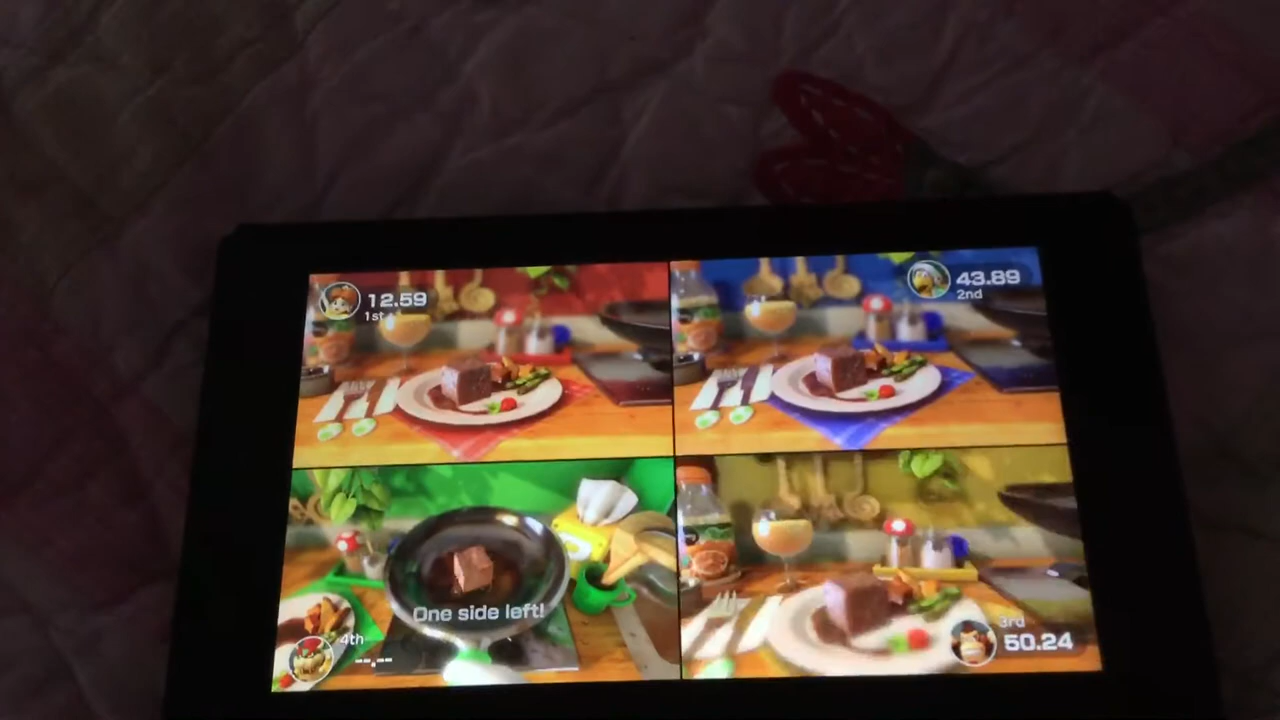 12.59
1st
43.89
2nd
One side left!
4th
--.--
3rd
50.24